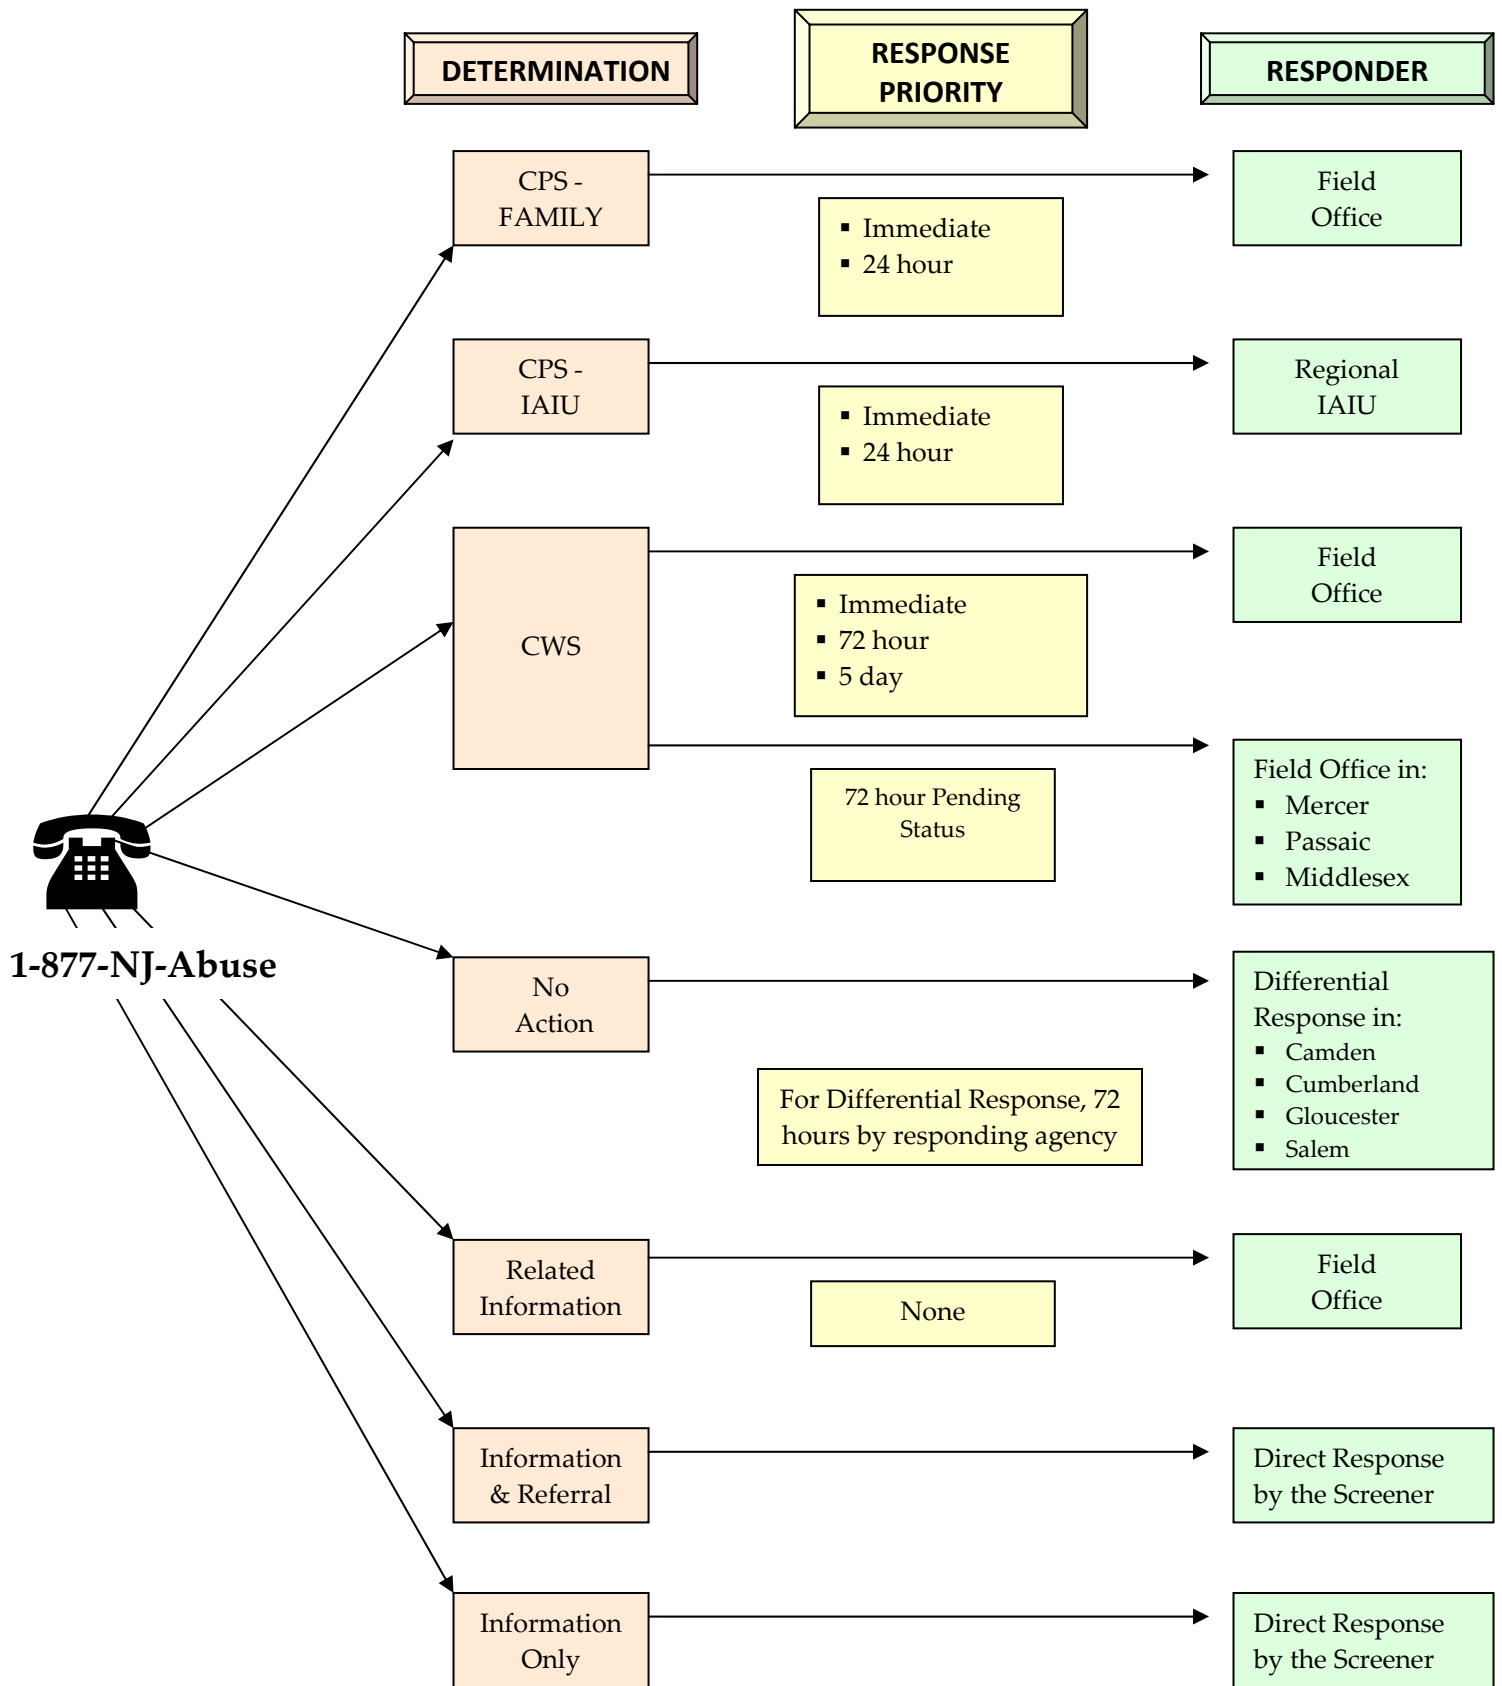 DETERMINATION
RESPONSE
PRIORITY
RESPONDER
CPS -
FAMILY
▪ Immediate
▪ 24 hour
Field
Office
CPS -
IAIU
▪ Immediate
▪ 24 hour
Regional
IAIU
CWS
▪ Immediate
▪ 72 hour
▪ 5 day
Field
Office
72 hour Pending
Status
Field Office in:
▪ Mercer
▪ Passaic
▪ Middlesex
1-877-NJ-Abuse
No
Action
For Differential Response, 72
hours by responding agency
Differential
Response in:
▪ Camden
▪ Cumberland
▪ Gloucester
▪ Salem
Related
Information
None
Field
Office
Information
& Referral
Direct Response
by the Screener
Information
Only
Direct Response
by the Screener